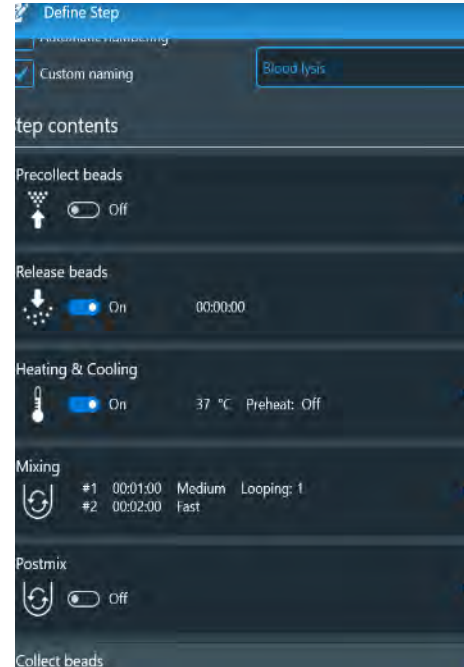 Define Step
Automatic numbering
Custom naming
Blood lysis
tep contents
Precollect beads
Off
Release beads
On 00:00:00
Heating & Cooling
On 37 °C Preheat: Off
Mixing
#1 00:01:00 Medium Looping: 1
#2 00:02:00 Fast
Postmix
Off
Collect beads